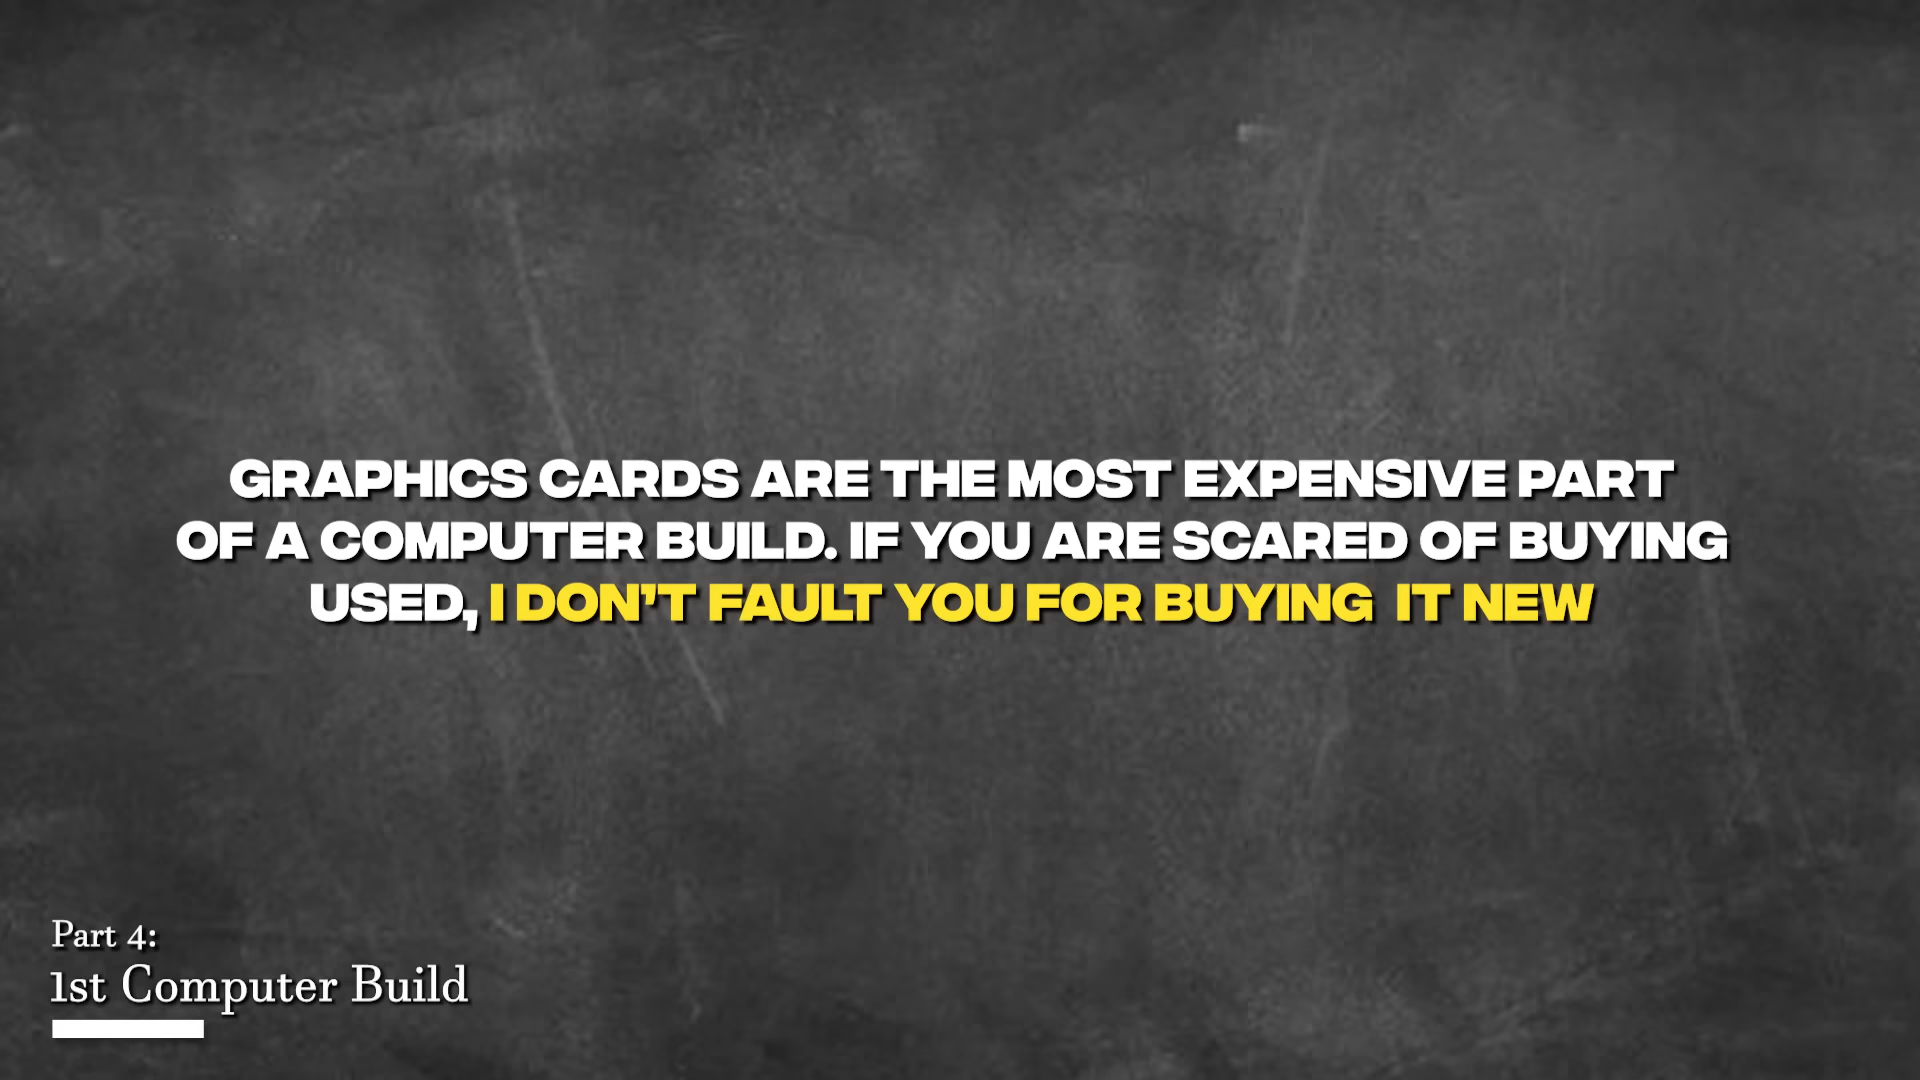 GRAPHICS CARDS ARE THE MOST EXPENSIVE PART
OF A COMPUTER BUILD. IF YOU ARE SCARED OF BUYING
USED, I DON'T FAULT YOU FOR BUYING  IT NEW
Part 4:
1st Computer Build